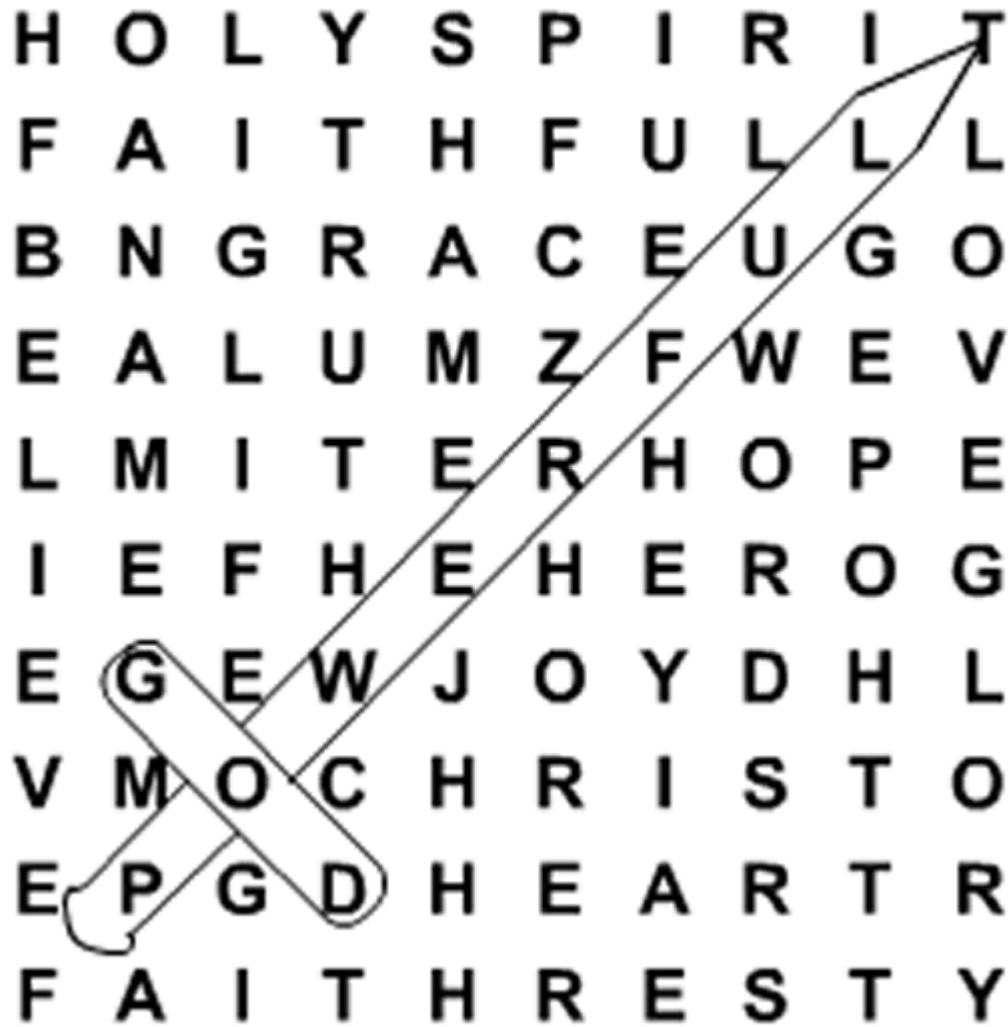 H O L Y S P I R I T
F A I T H F U L L L
B N G R A C E U G O
E A L U M Z F W E V
L M I T E R H O P E
I E F H E H E R O G
E G E W J O Y D H L
V M O C H R I S T O
E P G D H E A R T R
F A I T H R E S T Y